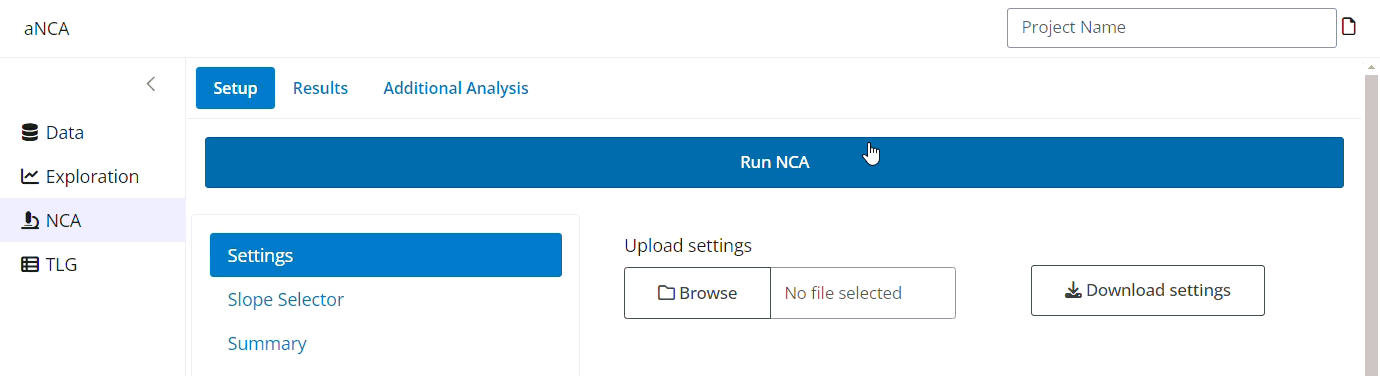 aNCA
Project Name
Setup Results Additional Analysis
Data
Exploration
NCA
TLG
Run NCA
Settings
Slope Selector
Summary
Upload settings
Browse No file selected
Download settings